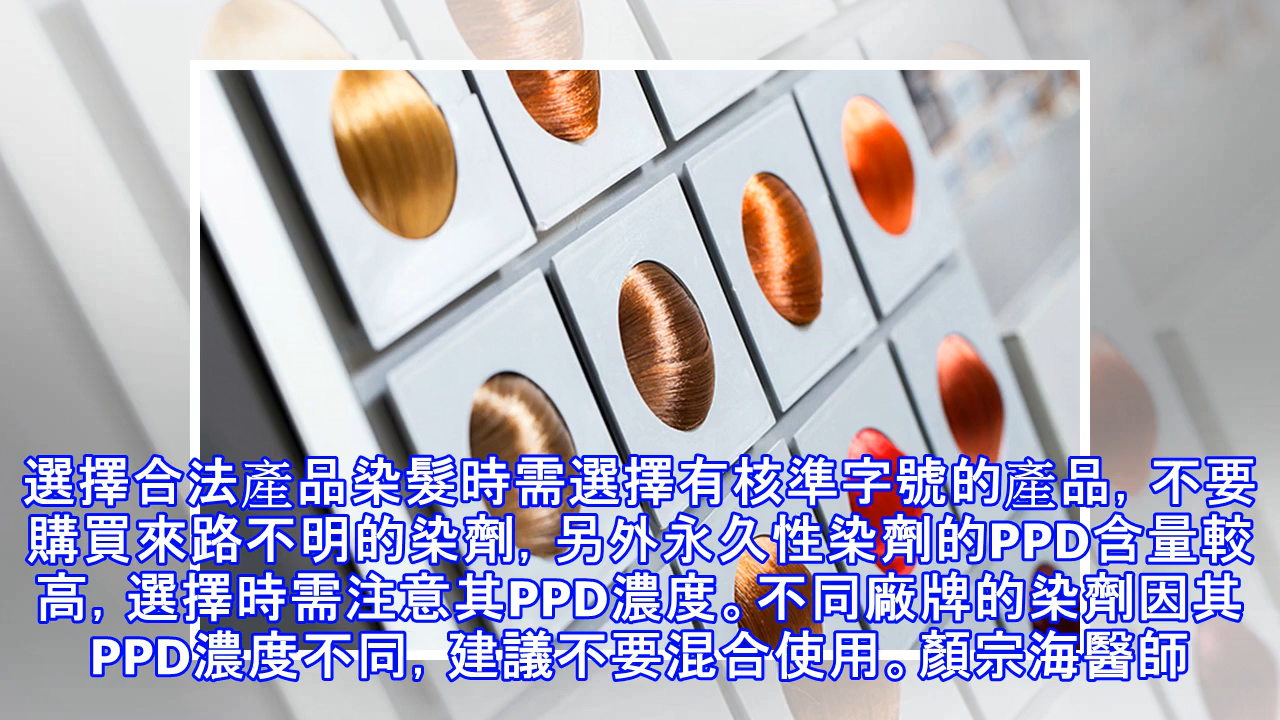 選擇合法產品染髮時需選擇有核準字號的產品, 不要
購買來路不明的染劑, 另外永久性染劑的PPD含量較
高, 選擇時需注意其PPD濃度。不同廠牌的染劑因其
PPD濃度不同, 建議不要混合使用。顏宗海醫師